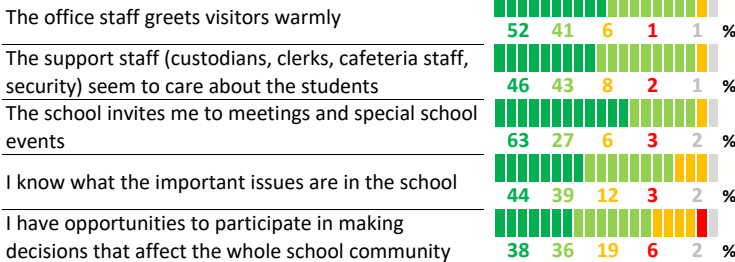 The office staff greets visitors warmly
52 41 6 1 1 %
The support staff (custodians, clerks, cafeteria staff,
security) seem to care about the students
46 43 8 2 1 %
The school invites me to meetings and special school
events
63 27 6 3 2 %
I know what the important issues are in the school
44 39 12 3 2 %
I have opportunities to participate in making
decisions that affect the whole school community
38 36 19 6 2 %